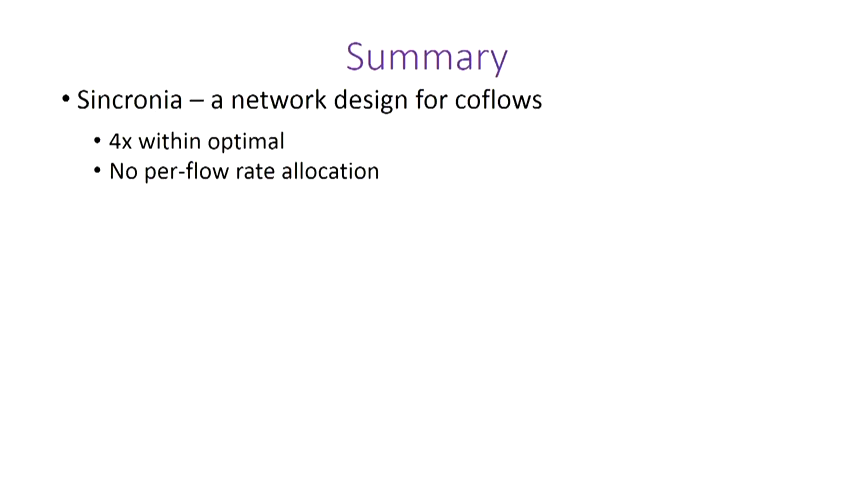 Summary
• Sincronia – a network design for coflows
• 4x within optimal
• No per-flow rate allocation